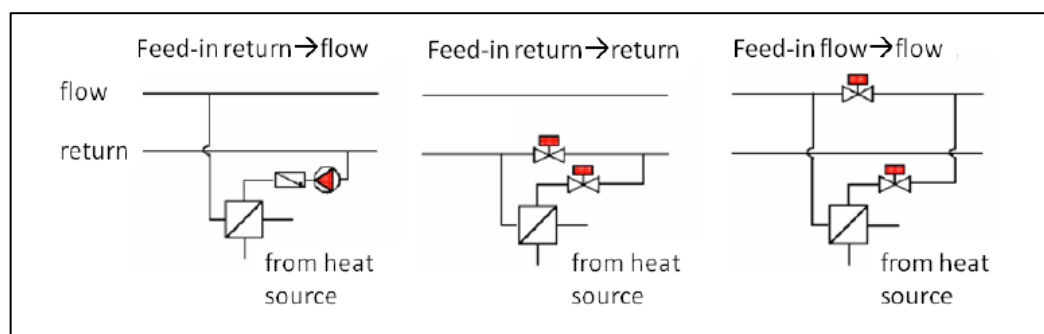 Feed-in return→flow
Feed-in return→return
Feed-in flow→flow
flow
return
from heat
source
from heat
source
from heat
source